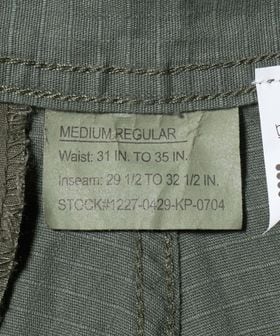 MEDIUM REGULAR
Waist: 31 IN. TO 35 IN.
Inseam: 29 1/2 TO 32 1/2 IN.
STOCK#1227-0429-KP-0704